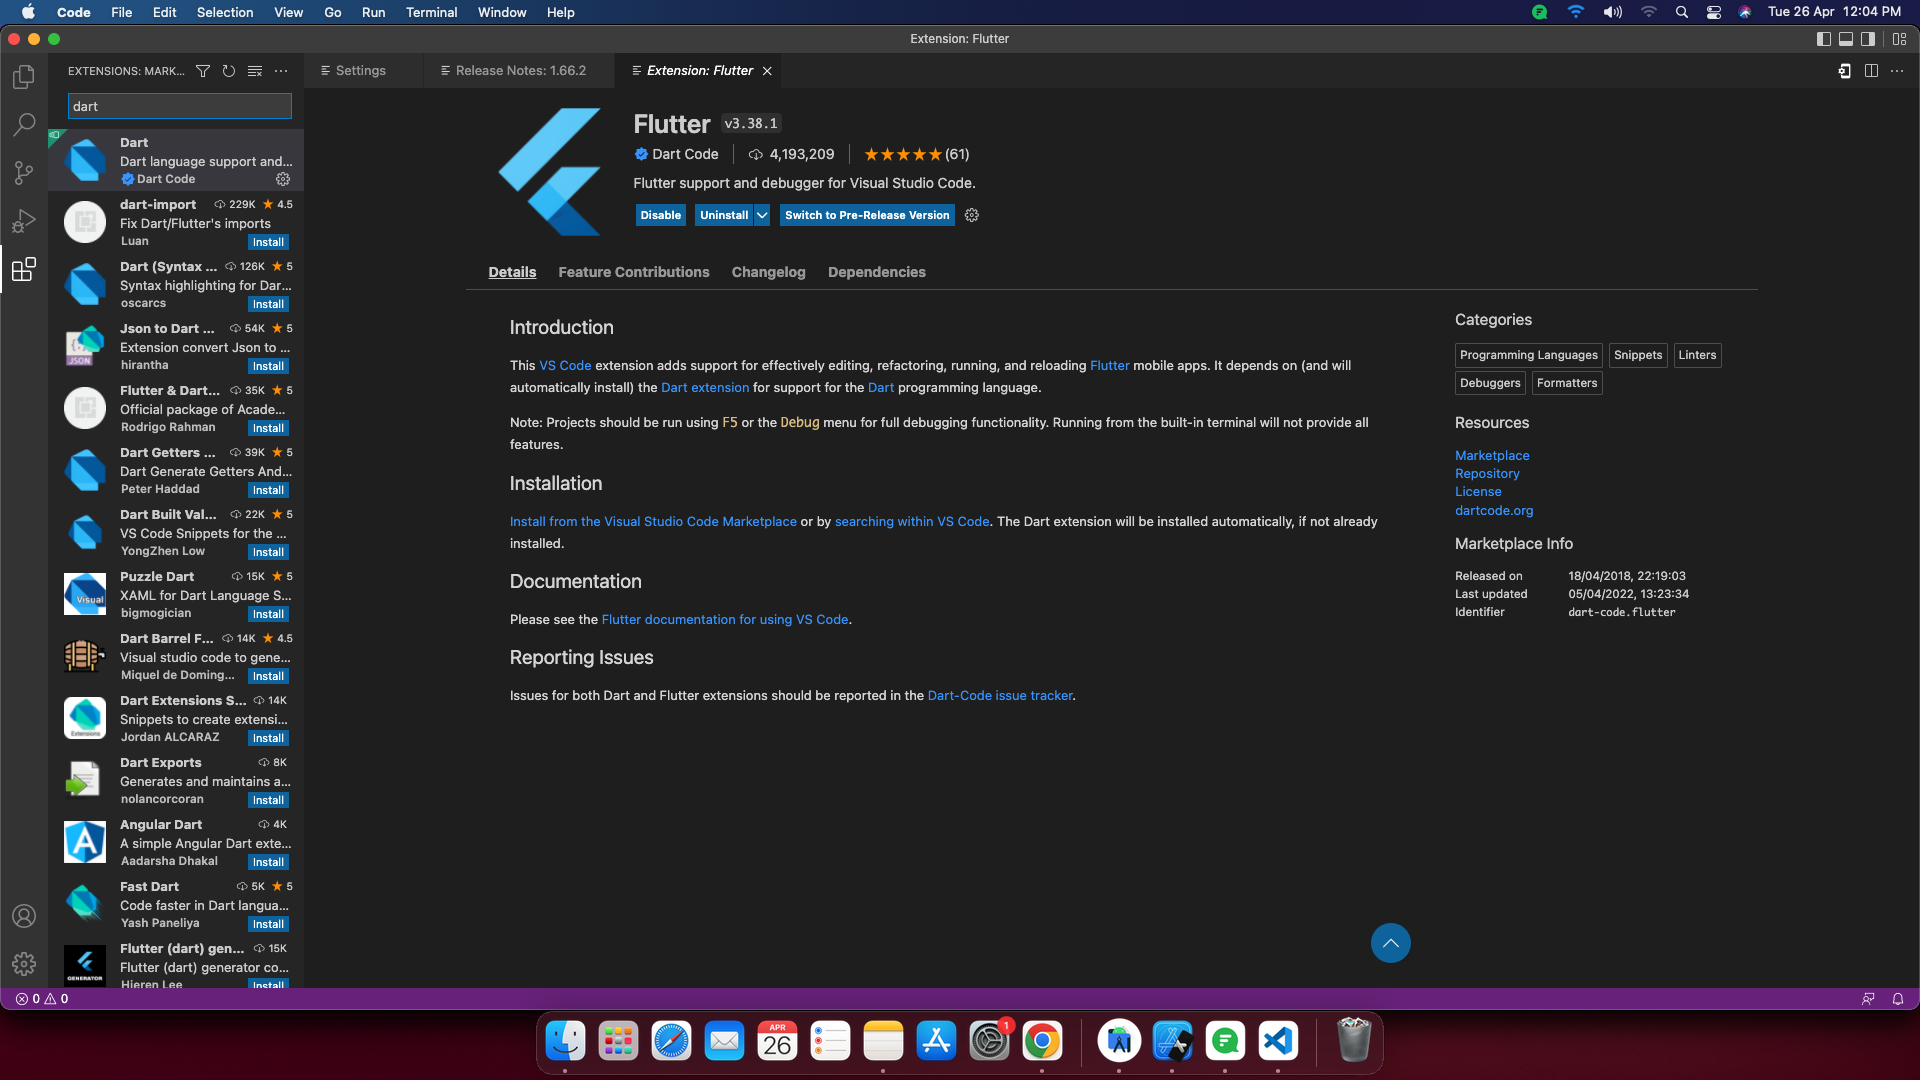 Code File Edit Selection View Go Run Terminal Window Help
Tue 26 Apr 12:04 PM
Extension: Flutter
EXTENSIONS: MARK...
Settings
Release Notes: 1.66.2
Extension: Flutter
dart
Dart
Dart language support and...
Dart Code
dart-import 229K 4.5
Fix Dart/Flutter's imports
Luan Install
Dart (Syntax ... 126K 5
Syntax highlighting for Dar...
oscarcs Install
Json to Dart ... 54K 5
Extension convert Json to ...
hirantha Install
JSON
Flutter & Dart... 35K 5
Official package of Acade...
Rodrigo Rahman Install
Dart Getters ... 39K 5
Dart Generate Getters And...
Peter Haddad Install
Dart Built Val... 22K 5
VS Code Snippets for the ...
YongZhen Low Install
Puzzle Dart 15K 5
XAML for Dart Language S...
bigmogician Install
Visual
Dart Barrel F... 14K 4.5
Visual studio code to gene...
Miquel de Doming... Install
Dart Extensions S... 14K
Snippets to create extensi...
Jordan ALCARAZ Install
Extensions
Dart Exports 8K
Generates and maintains a...
nolancorcoran Install
Angular Dart 4K
A simple Angular Dart exte...
Aadarsha Dhakal Install
Fast Dart 5K 5
Code faster in Dart langua...
Yash Paneliya Install
Flutter (dart) gen... 15K
Flutter (dart) generator co...
Hieren Lee Install
GENERATOR
Flutter v3.38.1
Dart Code 4,193,209 (61)
Flutter support and debugger for Visual Studio Code.
Disable Uninstall Switch to Pre-Release Version
Details Feature Contributions Changelog Dependencies
Introduction
This VS Code extension adds support for effectively editing, refactoring, running, and reloading Flutter mobile apps. It depends on (and will
automatically install) the Dart extension for support for the Dart programming language.
Note: Projects should be run using F5 or the Debug menu for full debugging functionality. Running from the built-in terminal will not provide all
features.
Installation
Install from the Visual Studio Code Marketplace or by searching within VS Code. The Dart extension will be installed automatically, if not already
installed.
Documentation
Please see the Flutter documentation for using VS Code.
Reporting Issues
Issues for both Dart and Flutter extensions should be reported in the Dart-Code issue tracker.
Categories
Programming Languages Snippets Linters
Debuggers Formatters
Resources
Marketplace
Repository
License
dartcode.org
Marketplace Info
Released on 18/04/2018, 22:19:03
Last updated 05/04/2022, 13:23:34
Identifier dart-code.flutter
0 0
APR
26
1